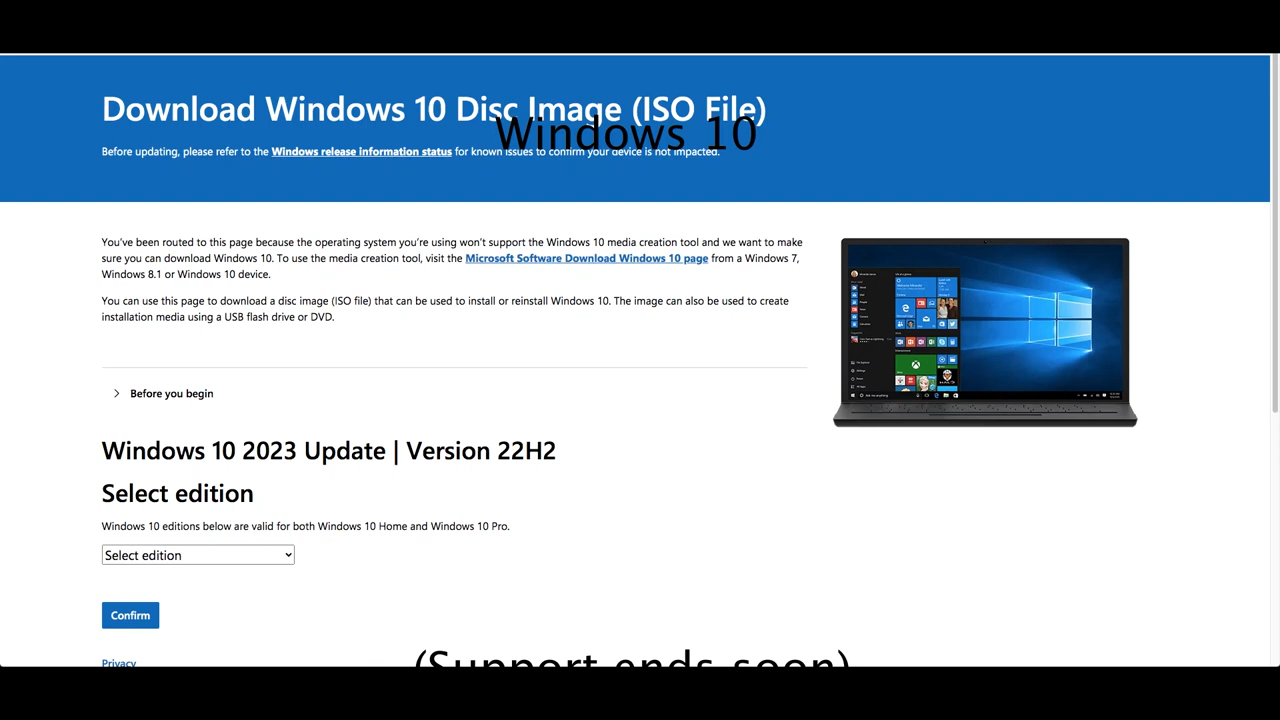 Download Windows 10 Disc Image (ISO File)
Windows 10
Before updating, please refer to the Windows release information status for known issues to confirm your device is not impacted.
You've been routed to this page because the operating system you're using won't support the Windows 10 media creation tool and we want to make
sure you can download Windows 10. To use the media creation tool, visit the Microsoft Software Download Windows 10 page from a Windows 7,
Windows 8.1 or Windows 10 device.
You can use this page to download a disc image (ISO file) that can be used to install or reinstall Windows 10. The image can also be used to create
installation media using a USB flash drive or DVD.
Before you begin
Windows 10 2023 Update | Version 22H2
Select edition
Windows 10 editions below are valid for both Windows 10 Home and Windows 10 Pro.
Select edition
Confirm
Privacy
(Support ends soon)